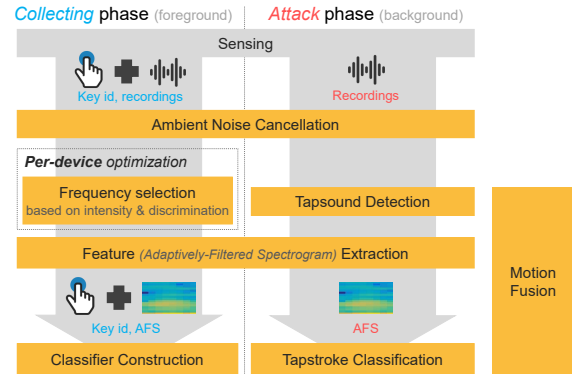 Collecting phase (foreground)
Attack phase (background)
Sensing
Key id, recordings
Recordings
Ambient Noise Cancellation
Per-device optimization
Frequency selection
based on intensity & discrimination
Tapsound Detection
Feature (Adaptively-Filtered Spectrogram) Extraction
Motion
Fusion
Key id, AFS
AFS
Classifier Construction
Tapstroke Classification